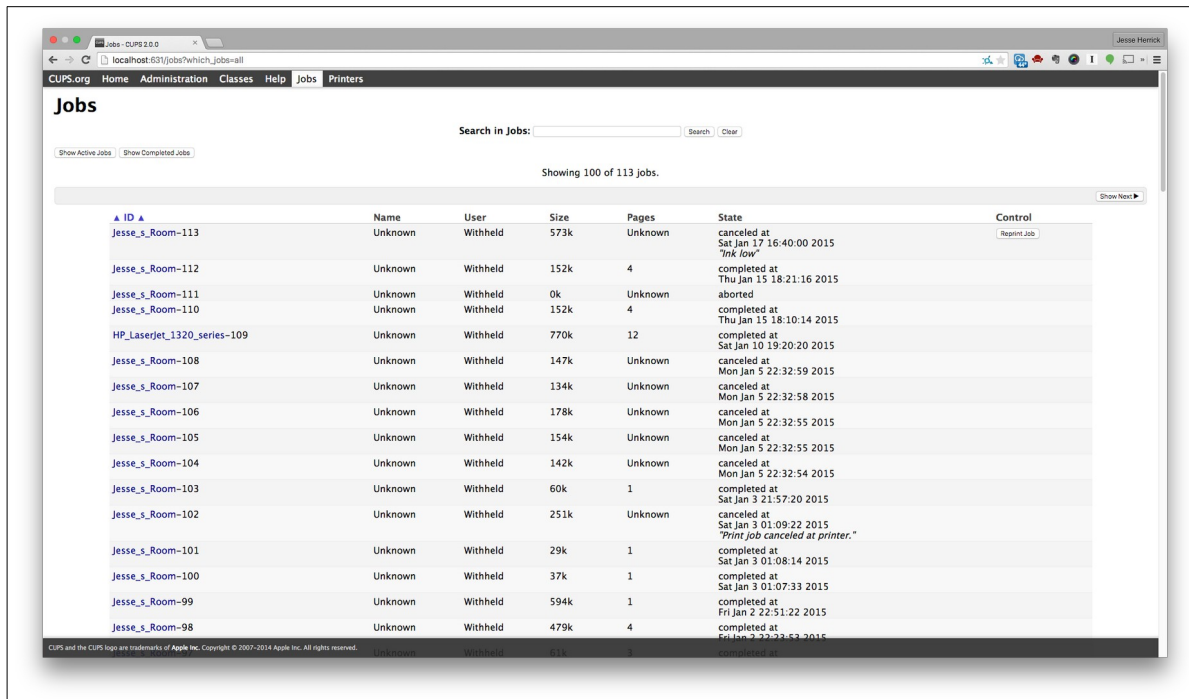 Jobs - CUPS 2.0.0
Jesse Herrick
localhost:631/jobs?which_jobs=all
CUPS.org Home Administration Classes Help Jobs Printers
Jobs
Search in Jobs: Search Clear
Show Active Jobs Show Completed Jobs
Showing 100 of 113 jobs.
Show Next ▶
▲ ID ▲ Name User Size Pages State Control
Jesse_s_Room-113 Unknown Withheld 573k Unknown canceled at Reprint Job
Sat Jan 17 16:40:00 2015
"Ink low"
Jesse_s_Room-112 Unknown Withheld 152k 4 completed at
Thu Jan 15 18:21:16 2015
Jesse_s_Room-111 Unknown Withheld 0k Unknown aborted
Jesse_s_Room-110 Unknown Withheld 152k 4 completed at
Thu Jan 15 18:10:14 2015
HP_LaserJet_1320_series-109 Unknown Withheld 770k 12 completed at
Sat Jan 10 19:20:20 2015
Jesse_s_Room-108 Unknown Withheld 147k Unknown canceled at
Mon Jan 5 22:32:59 2015
Jesse_s_Room-107 Unknown Withheld 134k Unknown canceled at
Mon Jan 5 22:32:58 2015
Jesse_s_Room-106 Unknown Withheld 178k Unknown canceled at
Mon Jan 5 22:32:55 2015
Jesse_s_Room-105 Unknown Withheld 154k Unknown canceled at
Mon Jan 5 22:32:55 2015
Jesse_s_Room-104 Unknown Withheld 142k Unknown canceled at
Mon Jan 5 22:32:54 2015
Jesse_s_Room-103 Unknown Withheld 60k 1 completed at
Sat Jan 3 21:57:20 2015
Jesse_s_Room-102 Unknown Withheld 251k Unknown canceled at
Sat Jan 3 01:09:22 2015
"Print job canceled at printer."
Jesse_s_Room-101 Unknown Withheld 29k 1 completed at
Sat Jan 3 01:08:14 2015
Jesse_s_Room-100 Unknown Withheld 37k 1 completed at
Sat Jan 3 01:07:33 2015
Jesse_s_Room-99 Unknown Withheld 594k 1 completed at
Fri Jan 2 22:51:22 2015
Jesse_s_Room-98 Unknown Withheld 479k 4 completed at
Fri Jan 2 22:23:53 2015
CUPS and the CUPS logo are trademarks of Apple Inc. Copyright © 2007-2014 Apple Inc. All rights reserved.
Unknown Withheld 61k 3 completed at